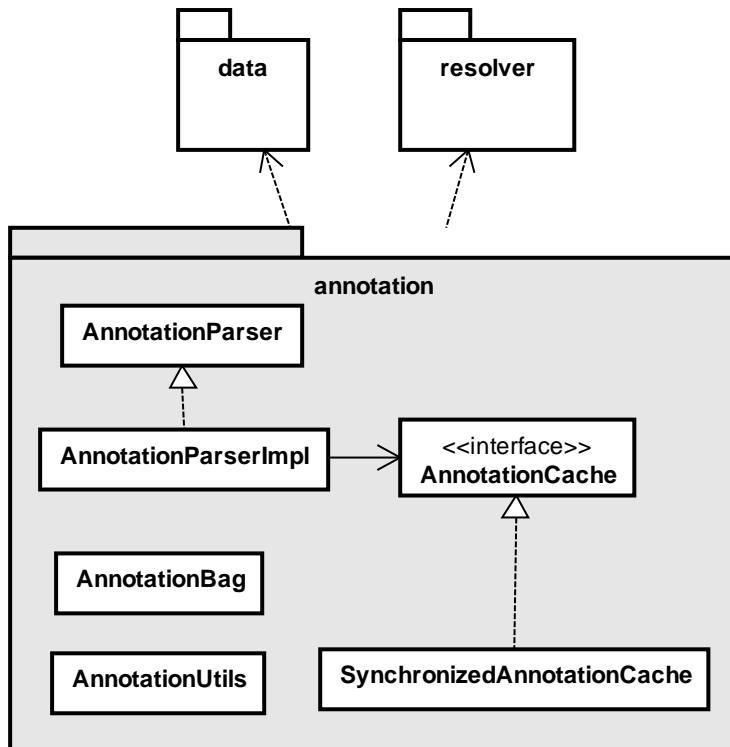 data
resolver
annotation
AnnotationParser
AnnotationParserImpl
<<interface>>
AnnotationCache
AnnotationBag
AnnotationUtils
SynchronizedAnnotationCache